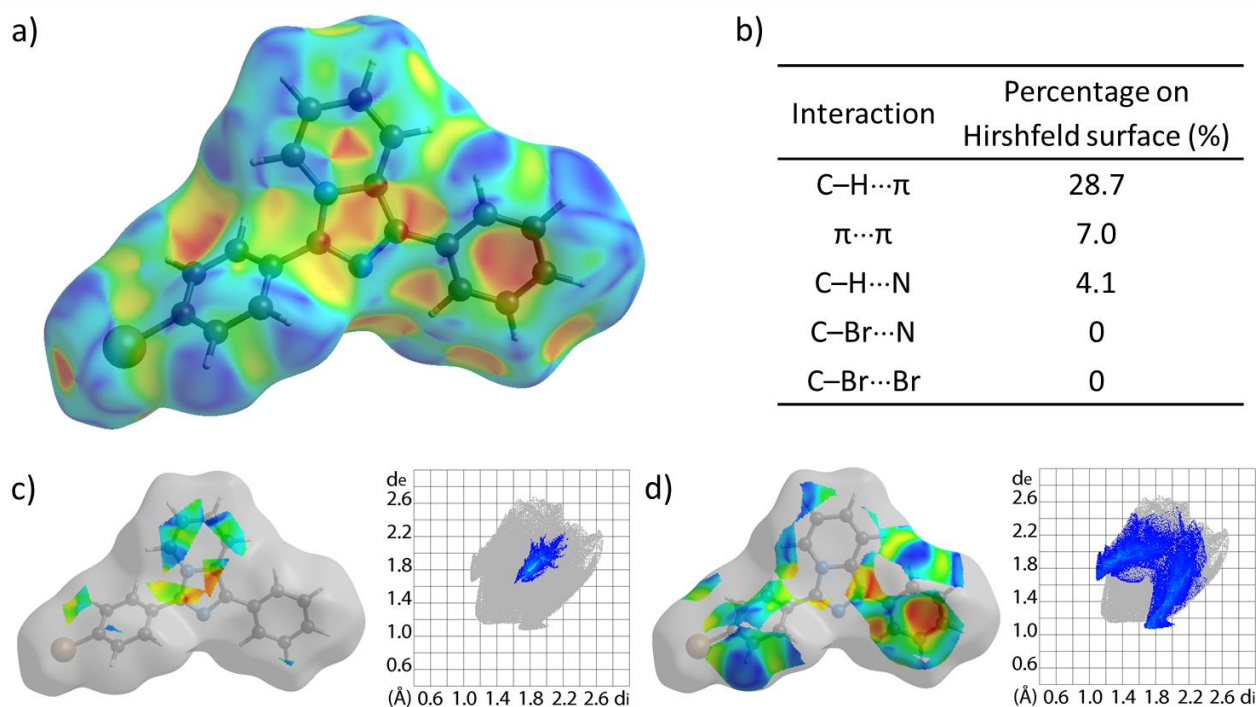 a)
b)
Interaction
Percentage on
Hirshfeld surface (%)
C–H···π 28.7
π···π 7.0
C–H···N 4.1
C–Br···N 0
C–Br···Br 0
c)
de
2.6
2.2
1.8
1.4
1.0
0.6
(Å) 0.6 1.0 1.4 1.8 2.2 2.6 di
d)
de
2.6
2.2
1.8
1.4
1.0
0.6
(Å) 0.6 1.0 1.4 1.8 2.2 2.6 di